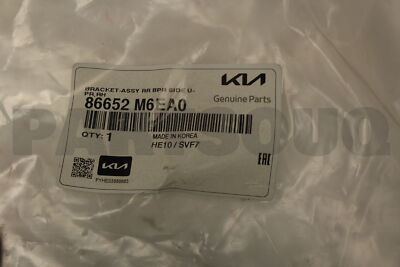 BRACKET-ASSY RR BPR SIDE U-
PR,RH
86652 M6EA0
KIA
Genuine Parts
QTY: 1
MADE IN KOREA
HE10 / SVF7
EAC
KIA
PARTSOUQ